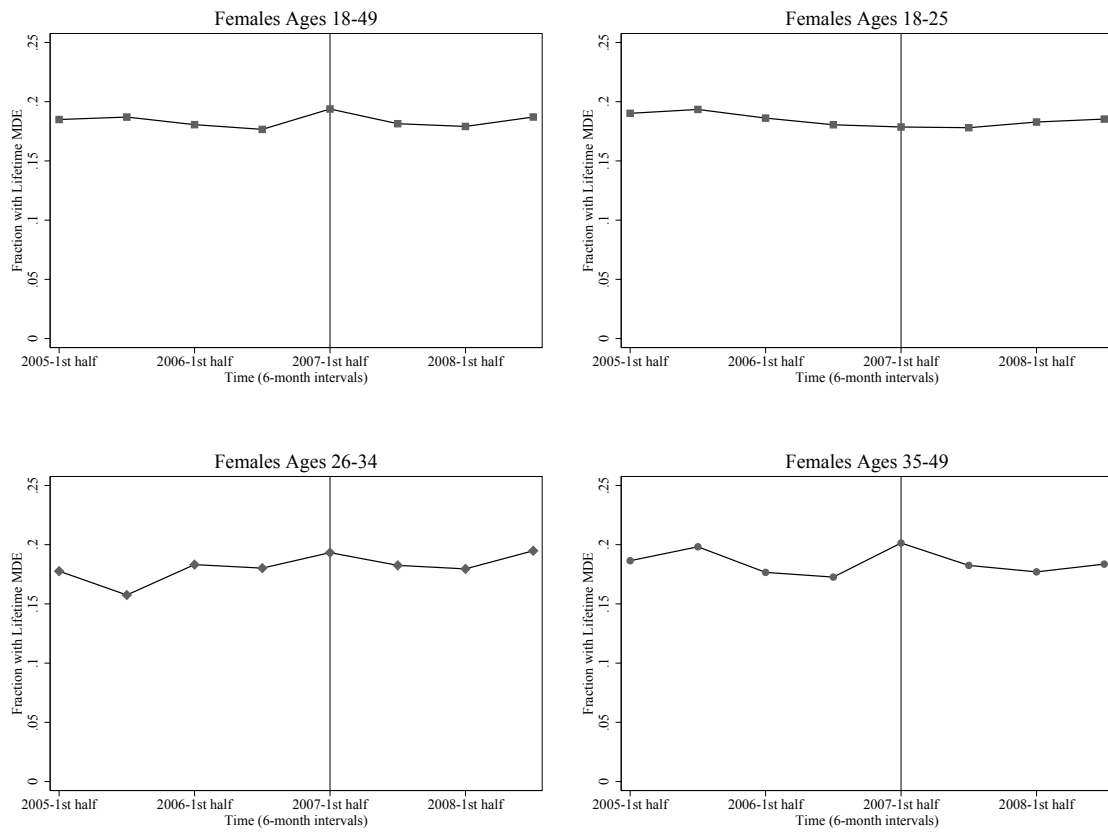 Females Ages 18-49
Fraction with Lifetime MDE
.25
.2
.15
.1
.05
0
2005-1st half 2006-1st half 2007-1st half 2008-1st half
Time (6-month intervals)
Females Ages 18-25
Fraction with Lifetime MDE
.25
.2
.15
.1
.05
0
2005-1st half 2006-1st half 2007-1st half 2008-1st half
Time (6-month intervals)
Females Ages 26-34
Fraction with Lifetime MDE
.25
.2
.15
.1
.05
0
2005-1st half 2006-1st half 2007-1st half 2008-1st half
Time (6-month intervals)
Females Ages 35-49
Fraction with Lifetime MDE
.25
.2
.15
.1
.05
0
2005-1st half 2006-1st half 2007-1st half 2008-1st half
Time (6-month intervals)